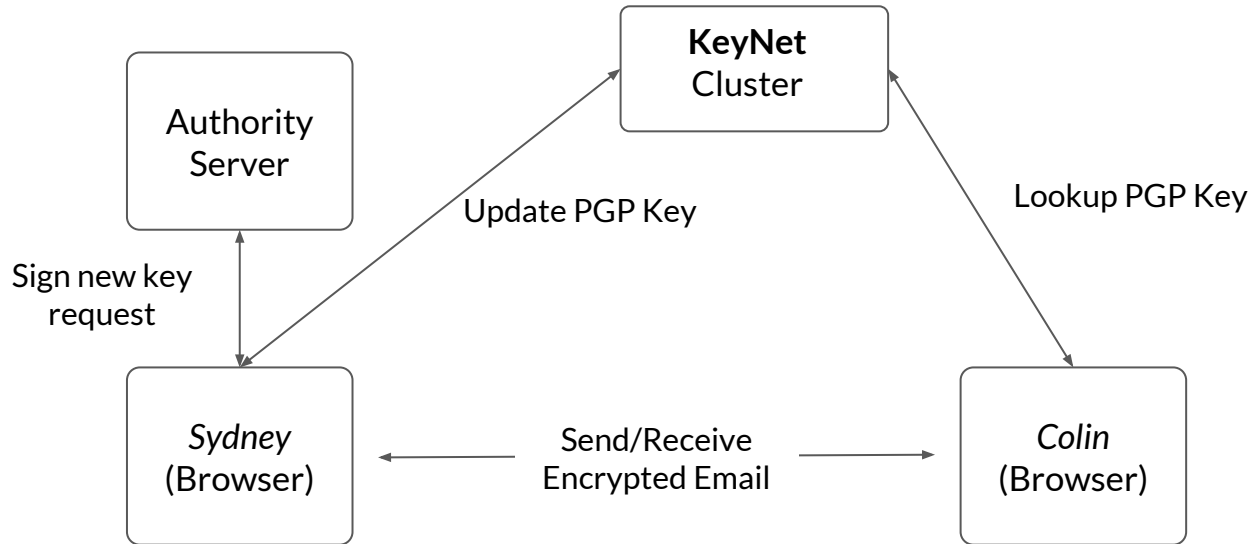 KeyNet
Cluster
Authority
Server
Update PGP Key
Lookup PGP Key
Sign new key
request
Sydney
(Browser)
Send/Receive
Encrypted Email
Colin
(Browser)